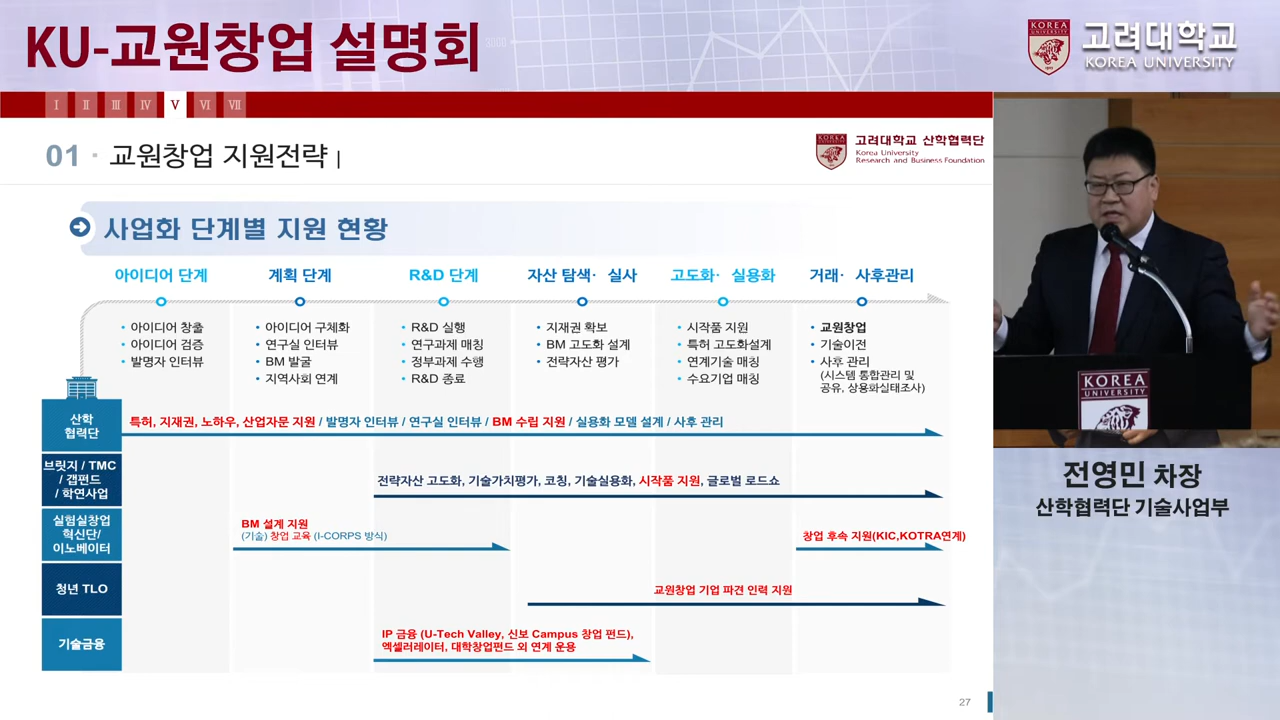 KU-교원창업 설명회
KOREA UNIVERSITY
고려대학교
KOREA UNIVERSITY
I II III IV V VI VII
01 · 교원창업 지원전략 |
KOREA
고려대학교 산학협력단
Korea University
Research and Business Foundation
사업화 단계별 지원 현황
아이디어 단계
계획 단계
R&D 단계
자산 탐색· 실사
고도화· 실용화
거래· 사후관리
• 아이디어 창출
• 아이디어 검증
• 발명자 인터뷰
• 아이디어 구체화
• 연구실 인터뷰
• BM 발굴
• 지역사회 연계
• R&D 실행
• 연구과제 매칭
• 정부과제 수행
• R&D 종료
• 지재권 확보
• BM 고도화 설계
• 전략자산 평가
• 시작품 지원
• 특허 고도화설계
• 연계기술 매칭
• 수요기업 매칭
• 교원창업
• 기술이전
• 사후 관리
(시스템 통합관리 및
공유, 상용화실태조사)
산학
협력단
특허, 지재권, 노하우, 산업자문 지원 / 발명자 인터뷰 / 연구실 인터뷰 / BM 수립 지원 / 실용화 모델 설계 / 사후 관리
브릿지 / TMC
/ 갭펀드
/ 학연사업
전략자산 고도화, 기술가치평가, 코칭, 기술실용화, 시작품 지원, 글로벌 로드쇼
실험실창업
혁신단/
이노베이터
BM 설계 지원
(기술) 창업 교육 (I-CORPS 방식)
창업 후속 지원(KIC,KOTRA연계)
청년 TLO
교원창업 기업 파견 인력 지원
기술금융
IP 금융 (U-Tech Valley, 신보 Campus 창업 펀드),
엑셀러레이터, 대학창업펀드 외 연계 운용
27
KOREA
UNIVERSITY
전영민 차장
산학협력단 기술사업부